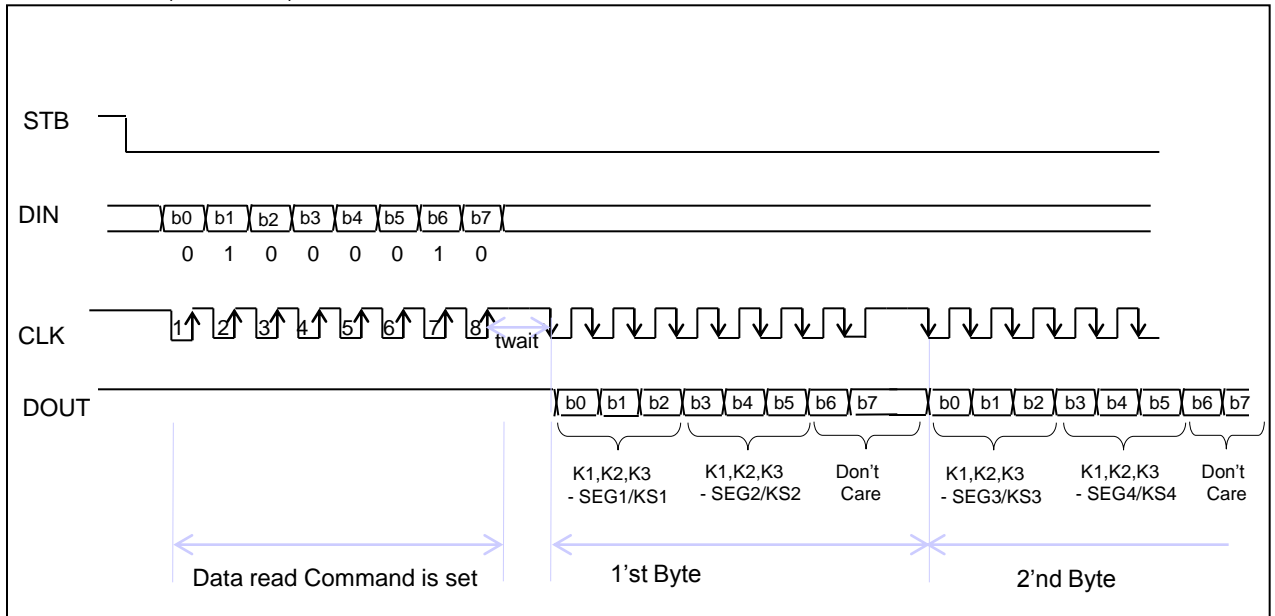 STB
DIN
b0 b1 b2 b3 b4 b5 b6 b7
0 1 0 0 0 0 1 0
CLK
1 2 3 4 5 6 7 8
twait
DOUT
b0 b1 b2 b3 b4 b5 b6 b7 b0 b1 b2 b3 b4 b5 b6 b7
K1,K2,K3 K1,K2,K3 Don't K1,K2,K3 K1,K2,K3 Don't
- SEG1/KS1 - SEG2/KS2 Care - SEG3/KS3 - SEG4/KS4 Care
Data read Command is set 1'st Byte 2'nd Byte